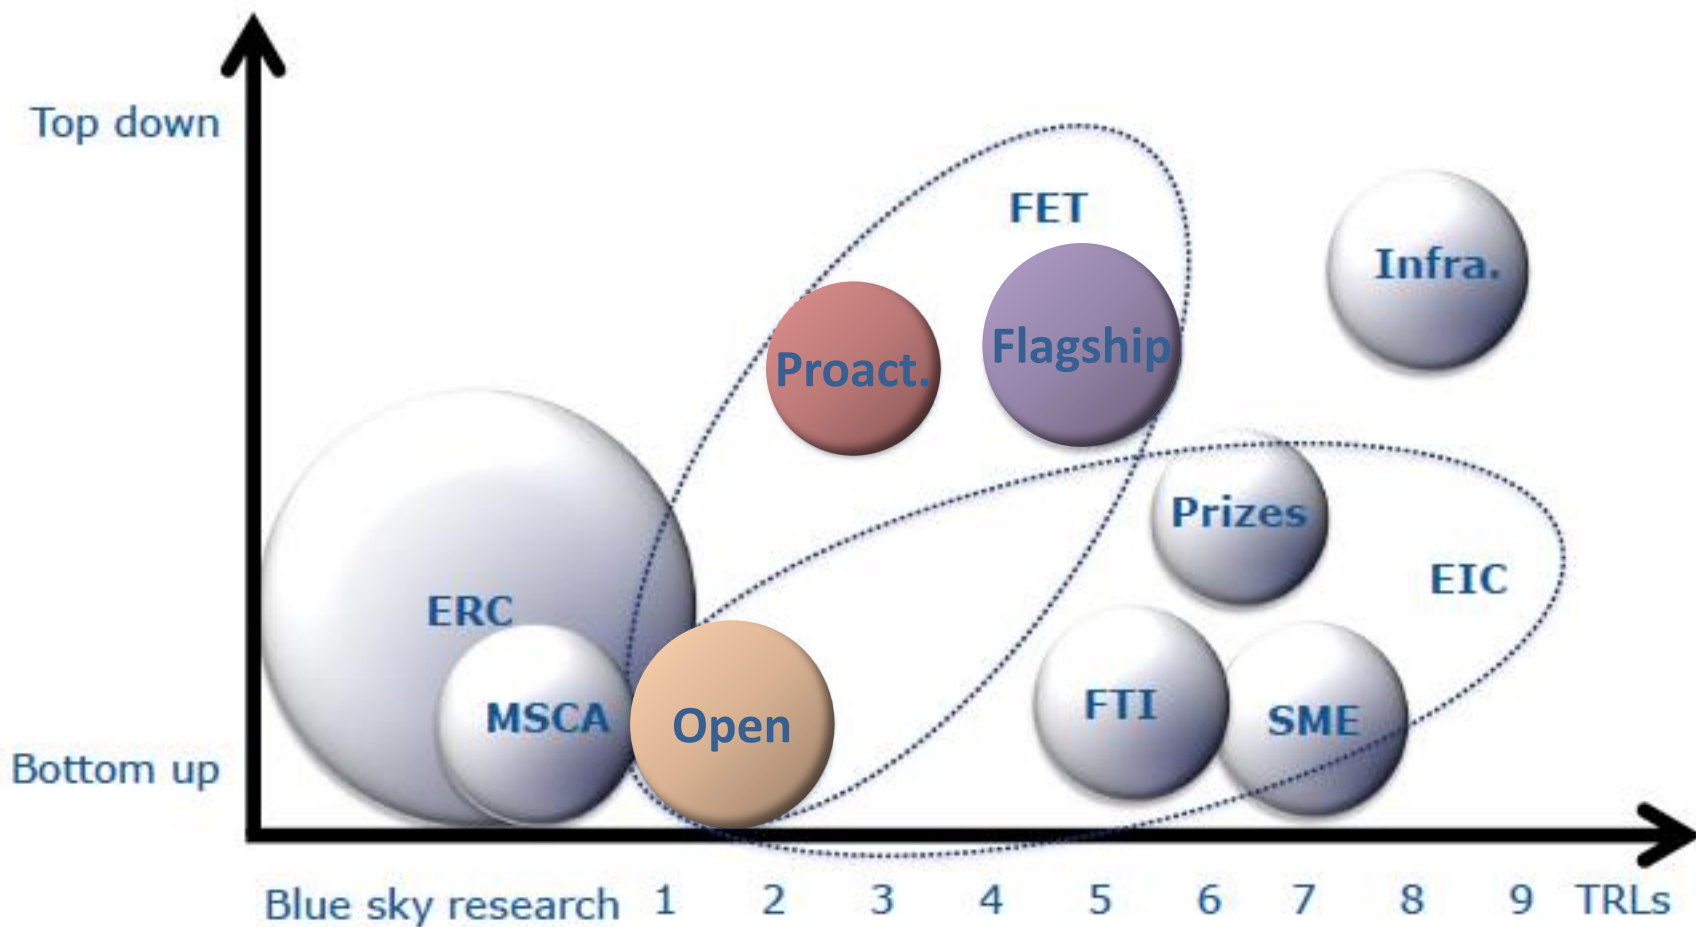 Top down
FET
Infra.
Proact.
Flagship
Prizes
EIC
ERC
MSCA
Open
FTI
SME
Bottom up
Blue sky research 1 2 3 4 5 6 7 8 9 TRLs